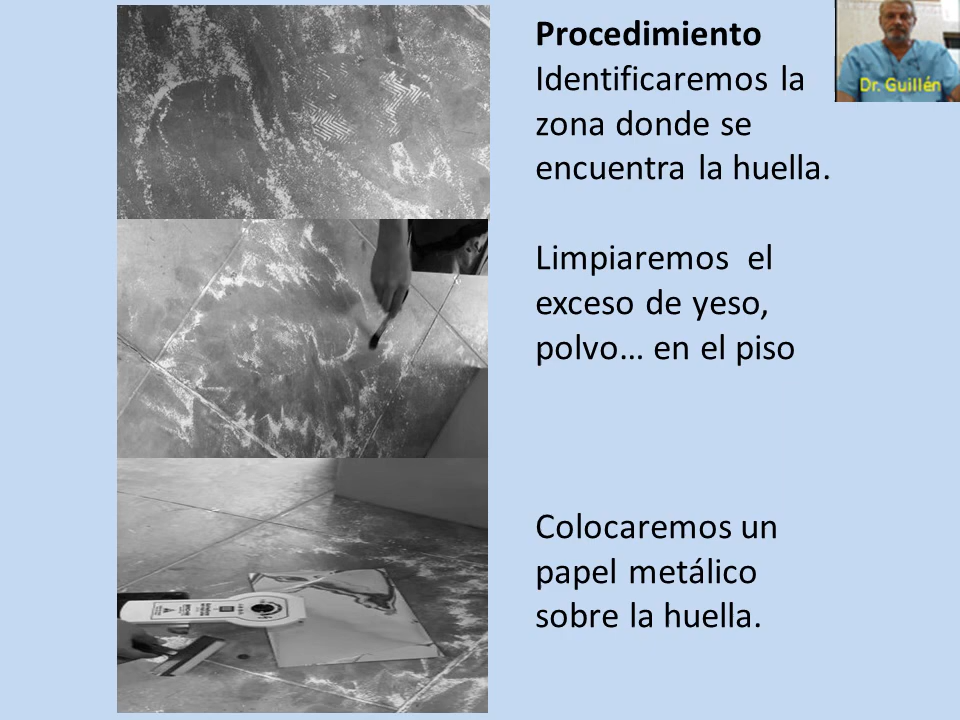 Procedimiento
Identificaremos la
zona donde se
encuentra la huella.
Dr. Guillén
Limpiaremos el
exceso de yeso,
polvo… en el piso
Colocaremos un
papel metálico
sobre la huella.